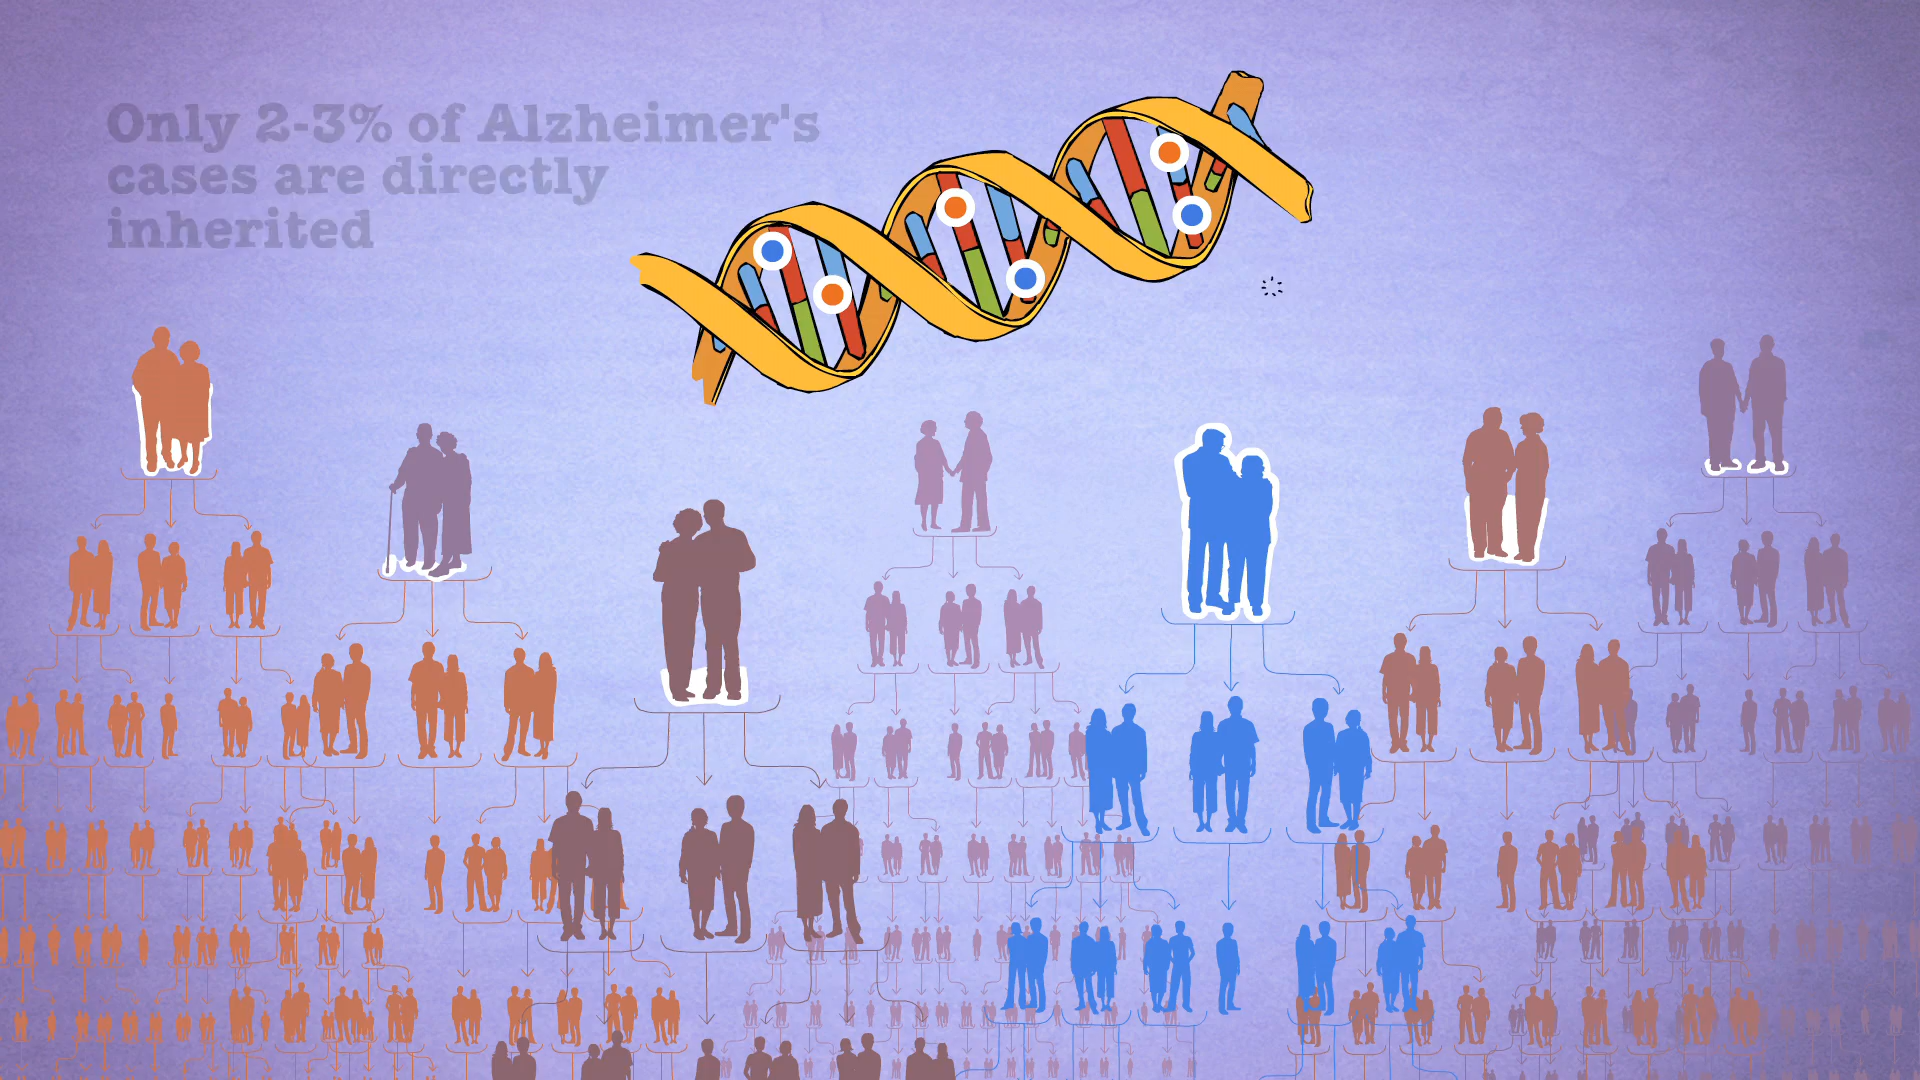 Only 2-3% of Alzheimer's
cases are directly
inherited